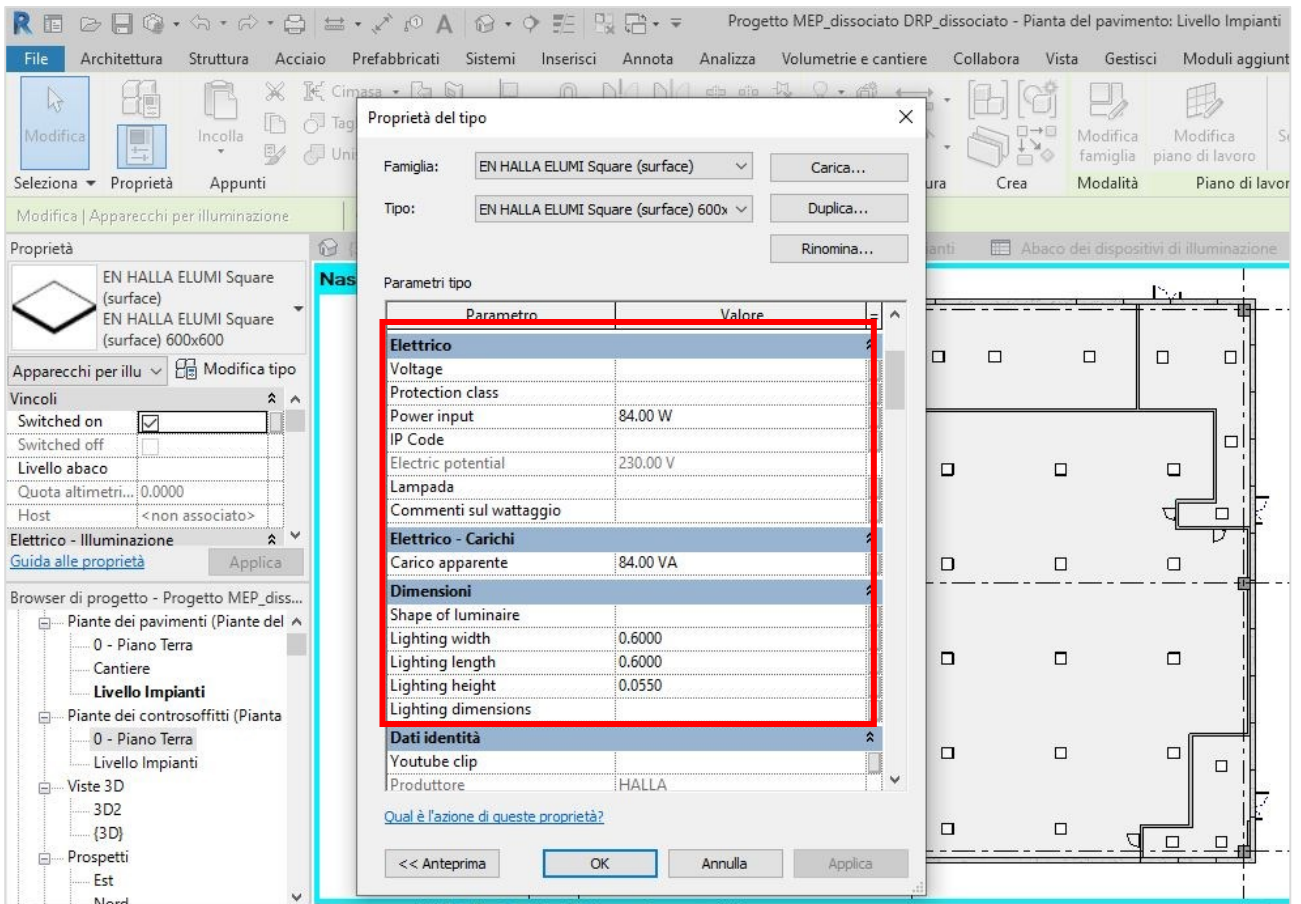 Progetto MEP_dissociato DRP_dissociato - Pianta del pavimento: Livello Impianti
File Architettura Struttura Acciaio Prefabbricati Sistemi Inserisci Annota Analizza Volumetrie e cantiere Collabora Vista Gestisci Moduli aggiunt
Modifica
Incolla
Cimasa
Tag
Uni
Modifica famiglia
Modifica piano di lavoro
Seleziona Proprietà Appunti
ura Crea Modalità Piano di lavor
Modifica | Apparecchi per illuminazione
Proprietà
EN HALLA ELUMI Square
(surface)
EN HALLA ELUMI Square
(surface) 600x600
Apparecchi per illu Modifica tipo
Vincoli
Switched on
Switched off
Livello abaco
Quota altimetri... 0.0000
Host <non associato>
Elettrico - Illuminazione
Guida alle proprietà Applica
Browser di progetto - Progetto MEP_diss...
Piante dei pavimenti (Piante del
0 - Piano Terra
Cantiere
Livello Impianti
Piante dei controsoffitti (Pianta
0 - Piano Terra
Livello Impianti
Viste 3D
3D2
{3D}
Prospetti
Est
Nord
Nas
anti
Abaco dei dispositivi di illuminazione
Proprietà del tipo
Famiglia: EN HALLA ELUMI Square (surface) Carica...
Tipo: EN HALLA ELUMI Square (surface) 600x Duplica...
Rinomina...
Parametri tipo
Parametro Valore =
Elettrico
Voltage
Protection class
Power input 84.00 W
IP Code
Electric potential 230.00 V
Lampada
Commenti sul wattaggio
Elettrico - Carichi
Carico apparente 84.00 VA
Dimensioni
Shape of luminaire
Lighting width 0.6000
Lighting length 0.6000
Lighting height 0.0550
Lighting dimensions
Dati identità
Youtube clip
Produttore HALLA
Qual è l'azione di queste proprietà?
<< Anteprima OK Annulla Applica